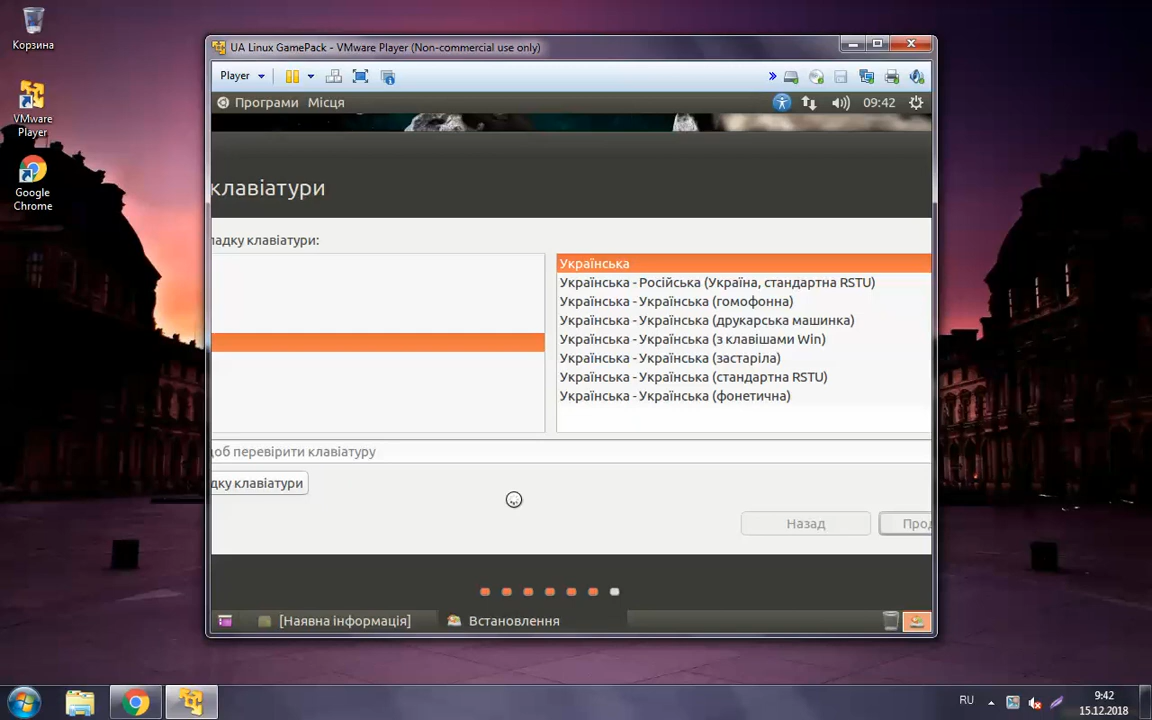 Корзина
VMware Player
Google Chrome
UA Linux GamePack - VMware Player (Non-commercial use only)
Player
Програми Місця
09:42
клавіатури
ладку клавіатури:
Українська
Українська - Російська (Україна, стандартна RSTU)
Українська - Українська (гомофонна)
Українська - Українська (друкарська машинка)
Українська - Українська (з клавішами Win)
Українська - Українська (застаріла)
Українська - Українська (стандартна RSTU)
Українська - Українська (фонетична)
об перевірити клавіатуру
дку клавіатури
Назад
Прод
[Наявна інформація]
Встановлення
RU
9:42
15.12.2018